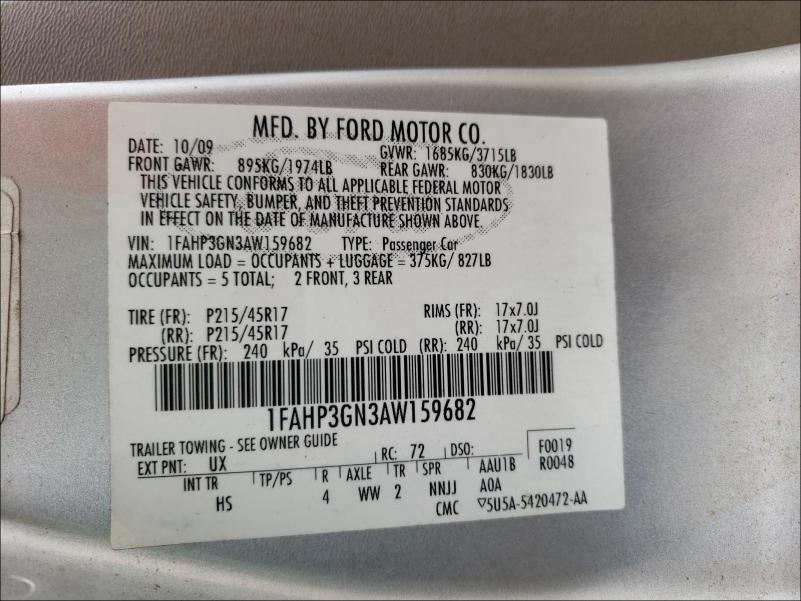 MFD. BY FORD MOTOR CO.
DATE: 10/09 GVWR: 1685KG/3715LB
FRONT GAWR: 895KG/1974LB REAR GAWR: 830KG/1830LB
THIS VEHICLE CONFORMS TO ALL APPLICABLE FEDERAL MOTOR
VEHICLE SAFETY, BUMPER, AND THEFT PREVENTION STANDARDS
IN EFFECT ON THE DATE OF MANUFACTURE SHOWN ABOVE.
VIN: 1FAHP3GN3AW159682 TYPE: Passenger Car
MAXIMUM LOAD = OCCUPANTS + LUGGAGE = 375KG/ 827LB
OCCUPANTS = 5 TOTAL; 2 FRONT, 3 REAR
TIRE (FR): P215/45R17 RIMS (FR): 17x7.0J
(RR): P215/45R17 (RR): 17x7.0J
PRESSURE (FR): 240 kPa/ 35 PSI COLD (RR): 240 kPa/ 35 PSI COLD
1FAHP3GN3AW159682
TRAILER TOWING - SEE OWNER GUIDE
EXT PNT: UX RC: 72 DSO: F0019
INT TR TP/PS R AXLE TR SPR AAU1B R0048
HS 4 WW 2 NNJJ AOA
CMC ▽5U5A-5420472-AA